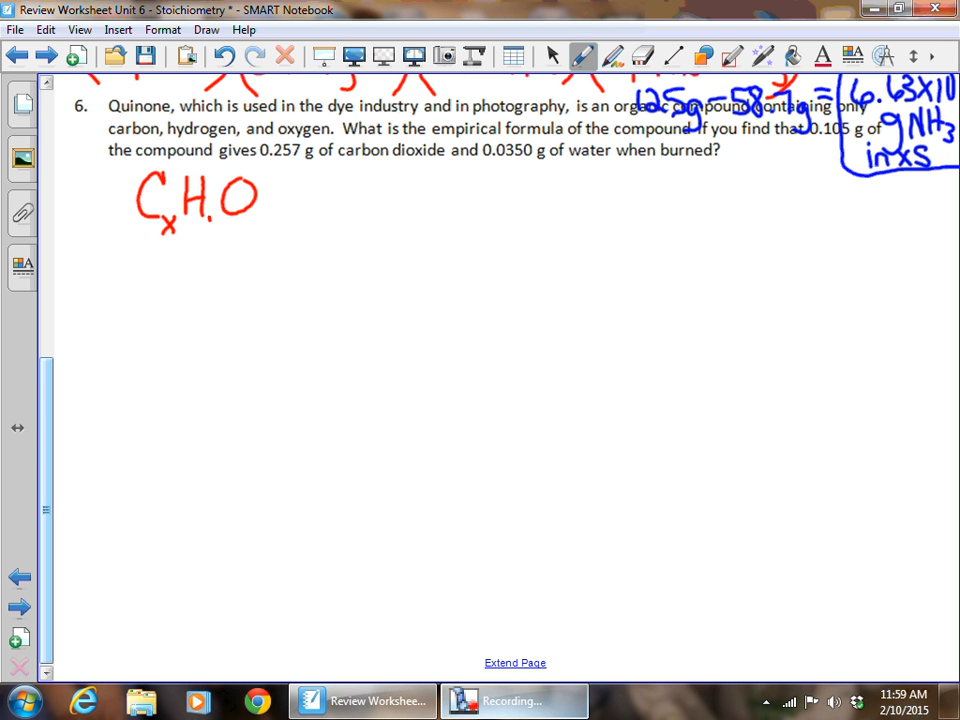 Review Worksheet Unit 6 - Stoichiometry * - SMART Notebook
File Edit View Insert Format Draw Help
125g-58.7g=
6.63x10
g NH3
in xs
6. Quinone, which is used in the dye industry and in photography, is an organic compound containing only
carbon, hydrogen, and oxygen. What is the empirical formula of the compound if you find that 0.105 g of
the compound gives 0.257 g of carbon dioxide and 0.0350 g of water when burned?
CxH.O
Extend Page
Review Workshee...
Recording...
11:59 AM
2/10/2015